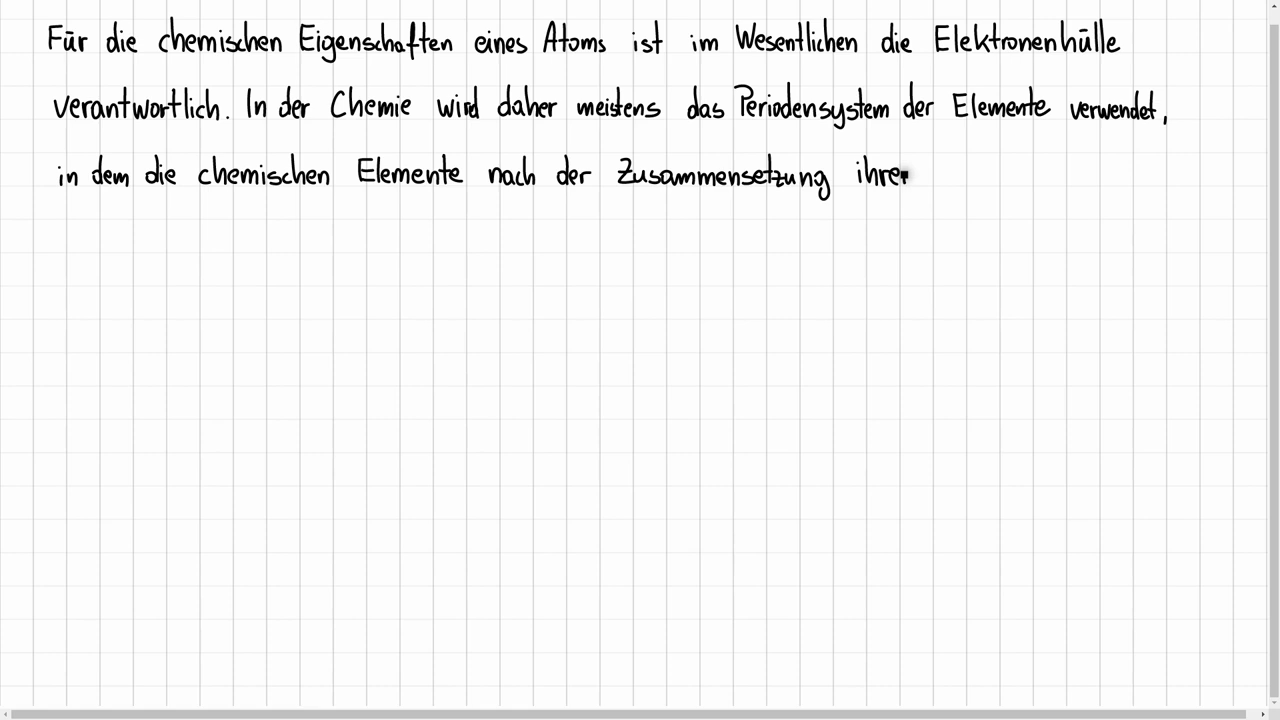 Für die chemischen Eigenschaften eines Atoms ist im Wesentlichen die Elektronenhülle
verantwortlich. In der Chemie wird daher meistens das Periodensystem der Elemente verwendet,
in dem die chemischen Elemente nach der Zusammensetzung ihrer